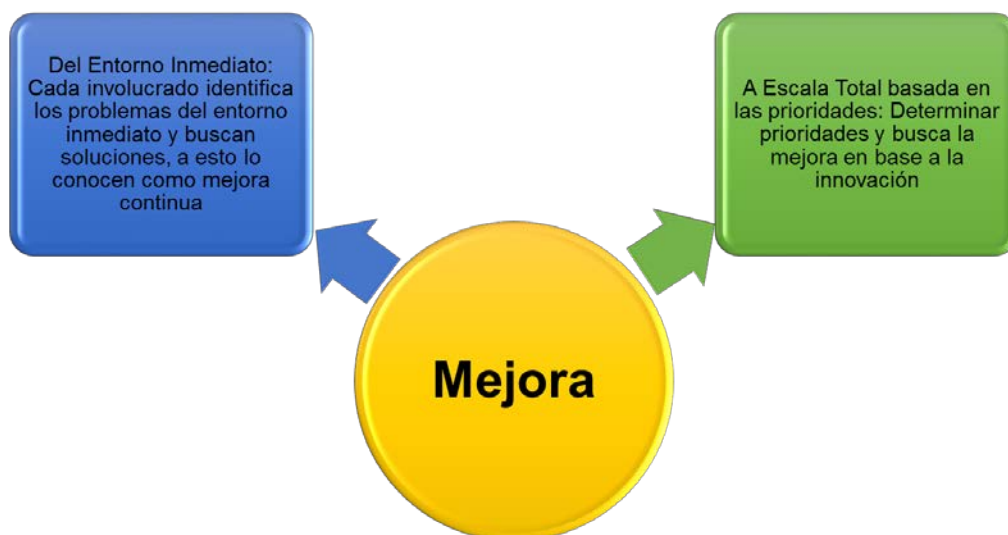 Del Entorno Inmediato:
Cada involucrado identifica
los problemas del entorno
inmediato y buscan
soluciones, a esto lo
conocen como mejora
continua
A Escala Total basada en
las prioridades: Determinar
prioridades y busca la
mejora en base a la
innovación
Mejora